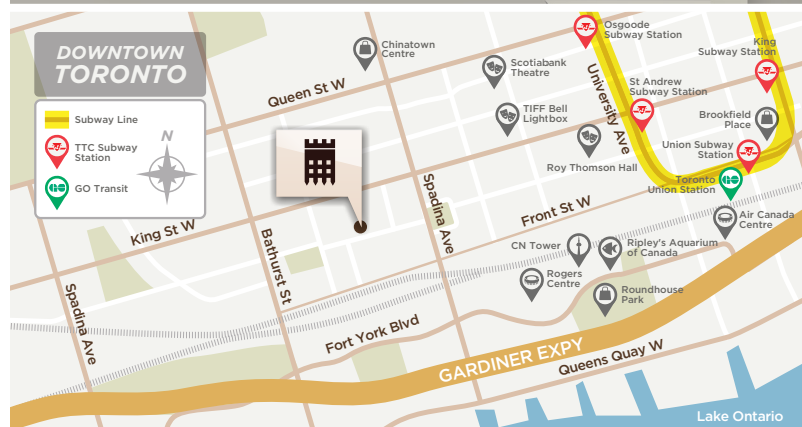 DOWNTOWN
TORONTO
Subway Line
TTC Subway
Station
GO Transit
N
Chinatown
Centre
Queen St W
Scotiabank
Theatre
TIFF Bell
Lightbox
Osgoode
Subway Station
King
Subway Station
University Ave
St Andrew
Subway Station
Brookfield
Place
Union Subway
Station
Roy Thomson Hall
Toronto
Union Station
King St W
Spadina Ave
Front St W
Air Canada
Centre
Bathurst St
CN Tower
Ripley's Aquarium
of Canada
Rogers
Centre
Roundhouse
Park
Spadina Ave
Fort York Blvd
GARDINER EXPY
Queens Quay W
Lake Ontario